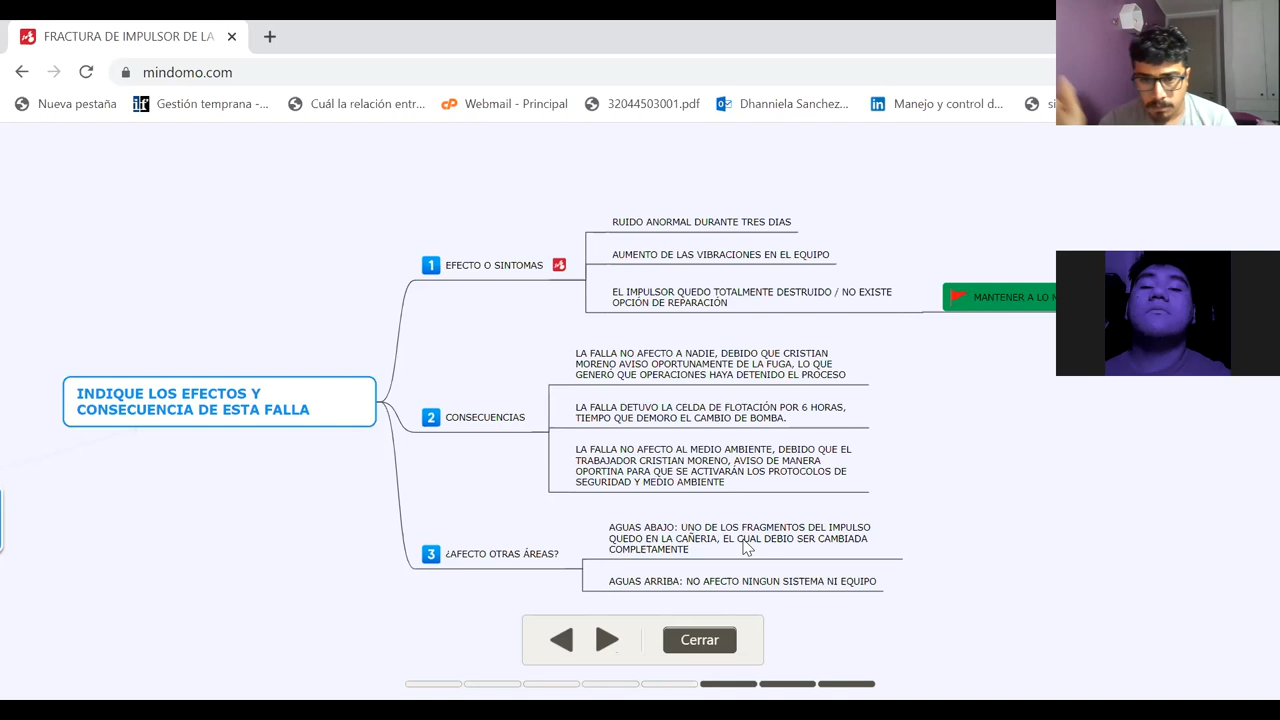 FRACTURA DE IMPULSOR DE LA
mindomo.com
Nueva pestaña
Gestión temprana -...
Cuál la relación entr...
Webmail - Principal
32044503001.pdf
Dhanniela Sanchez...
Manejo y control d...
si
INDIQUE LOS EFECTOS Y
CONSECUENCIA DE ESTA FALLA
1 EFECTO O SINTOMAS
RUIDO ANORMAL DURANTE TRES DIAS
AUMENTO DE LAS VIBRACIONES EN EL EQUIPO
EL IMPULSOR QUEDO TOTALMENTE DESTRUIDO / NO EXISTE
OPCIÓN DE REPARACIÓN
MANTENER A LO M
2 CONSECUENCIAS
LA FALLA NO AFECTO A NADIE, DEBIDO QUE CRISTIAN
MORENO AVISO OPORTUNAMENTE DE LA FUGA, LO QUE
GENERÓ QUE OPERACIONES HAYA DETENIDO EL PROCESO
LA FALLA DETUVO LA CELDA DE FLOTACIÓN POR 6 HORAS,
TIEMPO QUE DEMORO EL CAMBIO DE BOMBA.
LA FALLA NO AFECTO AL MEDIO AMBIENTE, DEBIDO QUE EL
TRABAJADOR CRISTIAN MORENO, AVISO DE MANERA
OPORTINA PARA QUE SE ACTIVARÁN LOS PROTOCOLOS DE
SEGURIDAD Y MEDIO AMBIENTE
3 ¿AFECTO OTRAS ÁREAS?
AGUAS ABAJO: UNO DE LOS FRAGMENTOS DEL IMPULSO
QUEDO EN LA CAÑERIA, EL CUAL DEBIO SER CAMBIADA
COMPLETAMENTE
AGUAS ARRIBA: NO AFECTO NINGUN SISTEMA NI EQUIPO
Cerrar